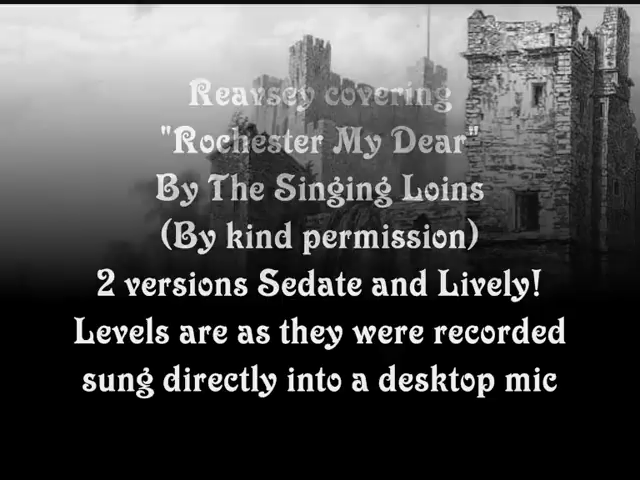 Reavsey covering
"Rochester My Dear"
By The Singing Loins
(By kind permission)
2 versions Sedate and Lively!
Levels are as they were recorded
sung directly into a desktop mic